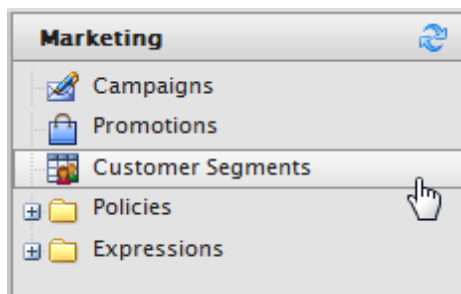 Marketing
Campaigns
Promotions
Customer Segments
Policies
Expressions